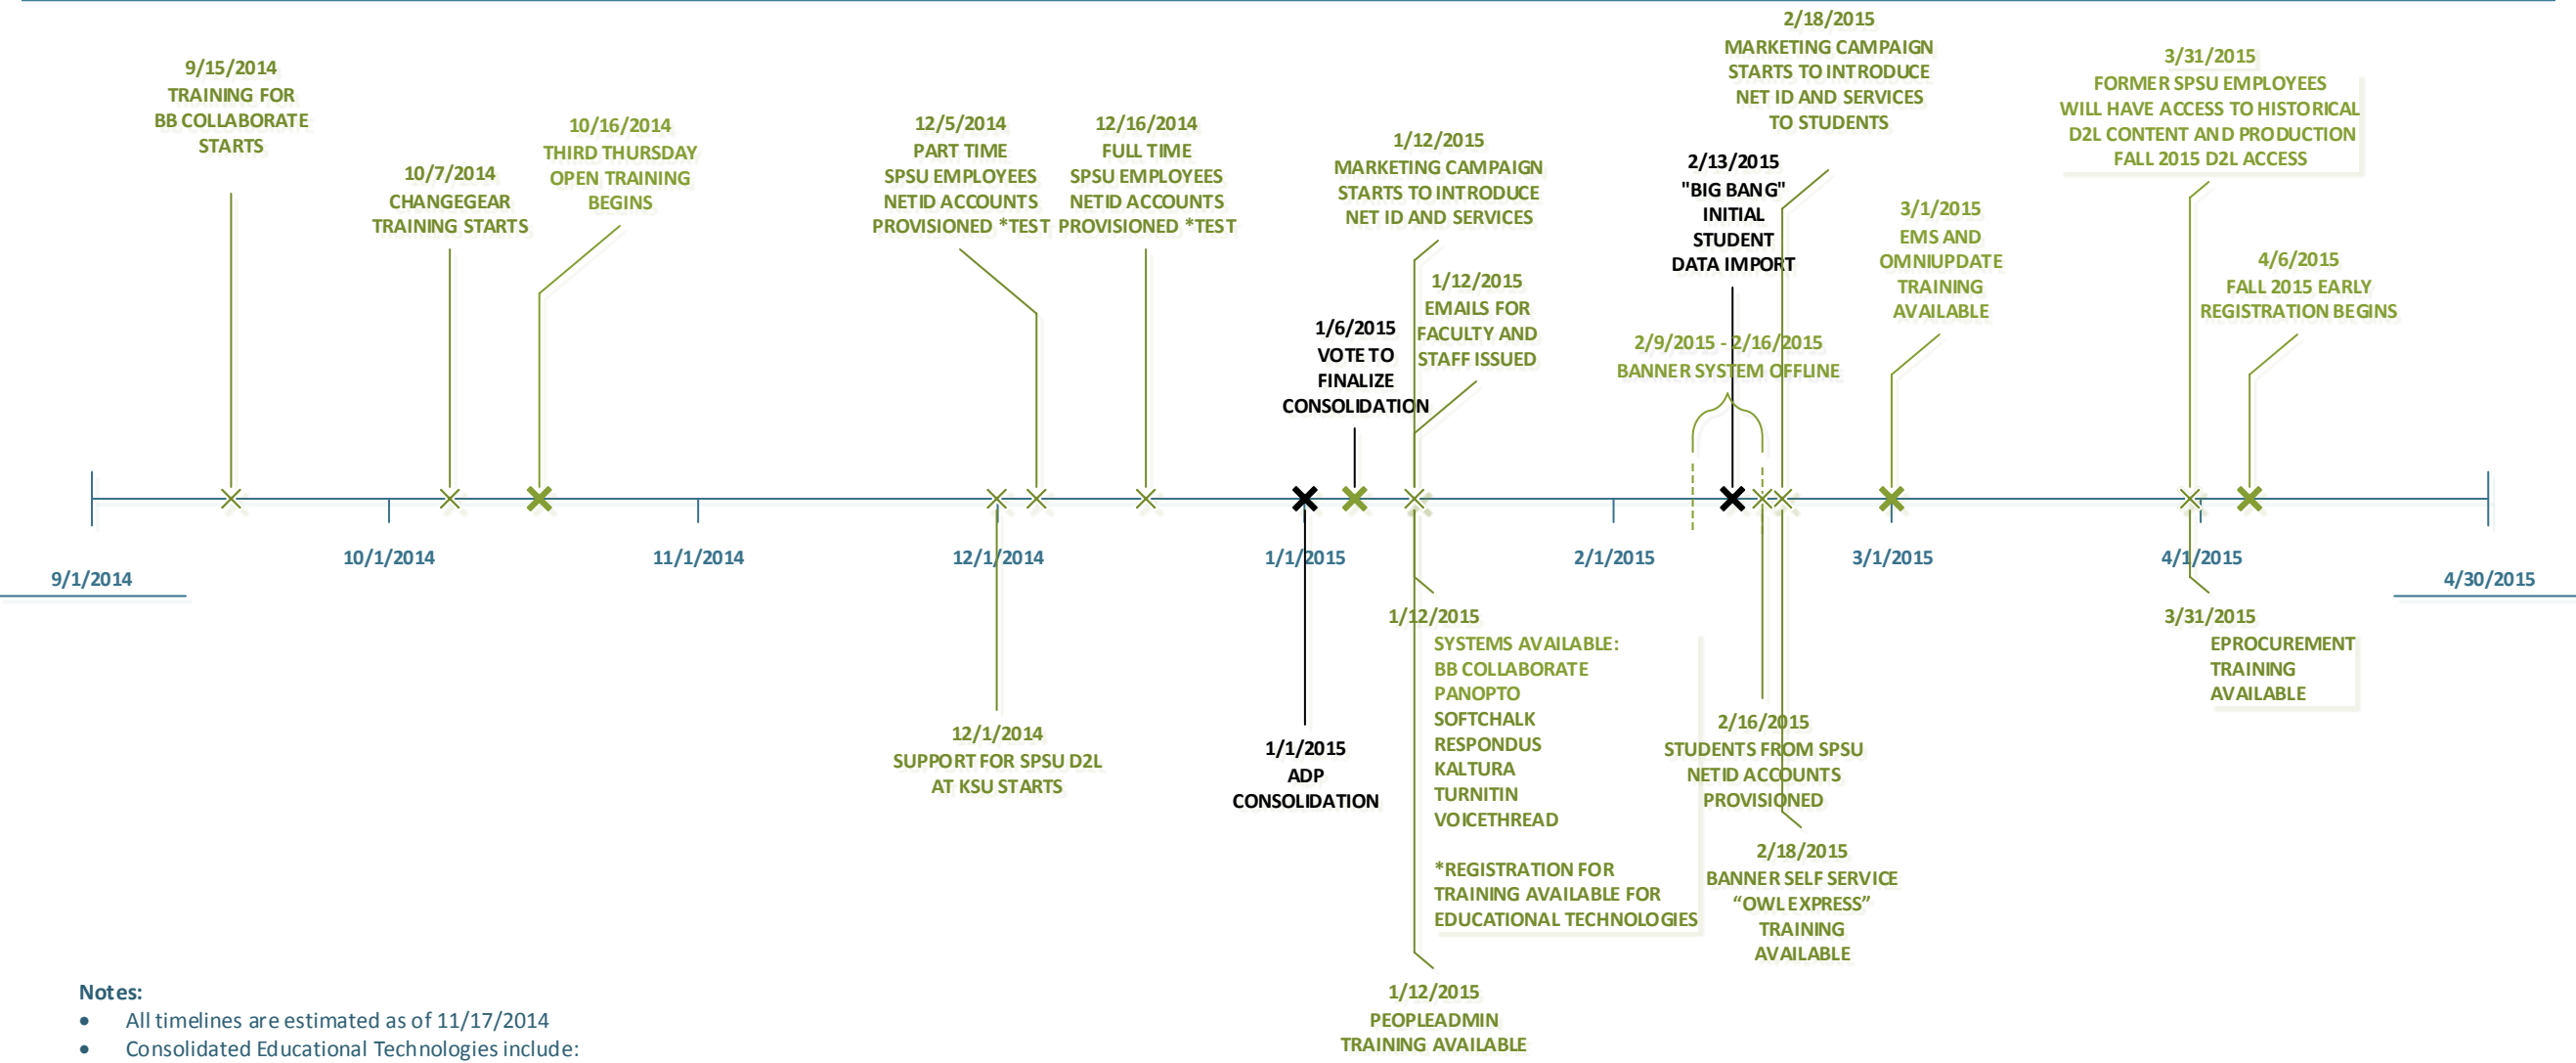 9/15/2014
TRAINING FOR
BB COLLABORATE
STARTS
10/7/2014
CHANGEGEAR
TRAINING STARTS
10/16/2014
THIRD THURSDAY
OPEN TRAINING
BEGINS
12/5/2014
PART TIME
SPSU EMPLOYEES
NETID ACCOUNTS
PROVISIONED *TEST
12/16/2014
FULL TIME
SPSU EMPLOYEES
NETID ACCOUNTS
PROVISIONED *TEST
1/6/2015
VOTE TO
FINALIZE
CONSOLIDATION
1/12/2015
MARKETING CAMPAIGN
STARTS TO INTRODUCE
NET ID AND SERVICES
1/12/2015
EMAILS FOR
FACULTY AND
STAFF ISSUED
2/9/2015 - 2/16/2015
BANNER SYSTEM OFFLINE
2/13/2015
"BIG BANG"
INITIAL
STUDENT
DATA IMPORT
2/18/2015
MARKETING CAMPAIGN
STARTS TO INTRODUCE
NET ID AND SERVICES
TO STUDENTS
3/1/2015
EMS AND
OMNIUPDATE
TRAINING
AVAILABLE
3/31/2015
FORMER SPSU EMPLOYEES
WILL HAVE ACCESS TO HISTORICAL
D2L CONTENT AND PRODUCTION
FALL 2015 D2L ACCESS
4/6/2015
FALL 2015 EARLY
REGISTRATION BEGINS
9/1/2014
10/1/2014
11/1/2014
12/1/2014
1/1/2015
2/1/2015
3/1/2015
4/1/2015
4/30/2015
12/1/2014
SUPPORT FOR SPSU D2L
AT KSU STARTS
1/1/2015
ADP
CONSOLIDATION
1/12/2015
SYSTEMS AVAILABLE:
BB COLLABORATE
PANOPTO
SOFTCHALK
RESPONDUS
KALTURA
TURNITIN
VOICETHREAD
*REGISTRATION FOR
TRAINING AVAILABLE FOR
EDUCATIONAL TECHNOLOGIES
1/12/2015
PEOPLEADMIN
TRAINING AVAILABLE
2/16/2015
STUDENTS FROM SPSU
NETID ACCOUNTS
PROVISIONED
2/18/2015
BANNER SELF SERVICE
“OWL EXPRESS”
TRAINING
AVAILABLE
3/31/2015
EPROCUREMENT
TRAINING
AVAILABLE
Notes:
• All timelines are estimated as of 11/17/2014
• Consolidated Educational Technologies include: